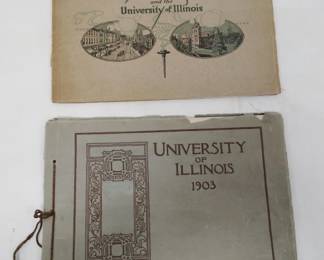 and the
University of Illinois
UNIVERSITY
OF
ILLINOIS
1903